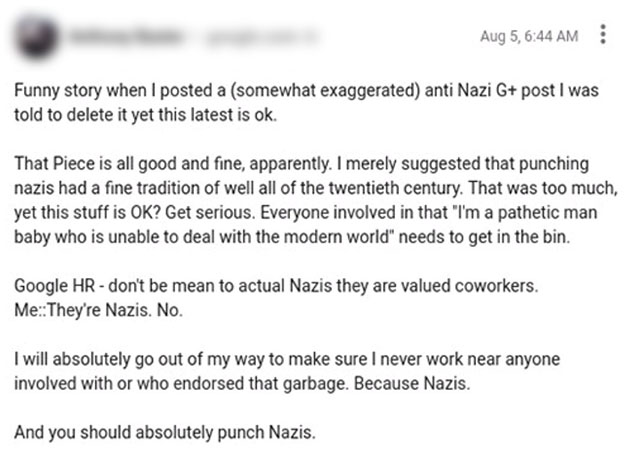 Aug 5, 6:44 AM
Funny story when I posted a (somewhat exaggerated) anti Nazi G+ post I was
told to delete it yet this latest is ok.
That Piece is all good and fine, apparently. I merely suggested that punching
nazis had a fine tradition of well all of the twentieth century. That was too much,
yet this stuff is OK? Get serious. Everyone involved in that "I'm a pathetic man
baby who is unable to deal with the modern world" needs to get in the bin.
Google HR - don't be mean to actual Nazis they are valued coworkers.
Me::They're Nazis. No.
I will absolutely go out of my way to make sure I never work near anyone
involved with or who endorsed that garbage. Because Nazis.
And you should absolutely punch Nazis.